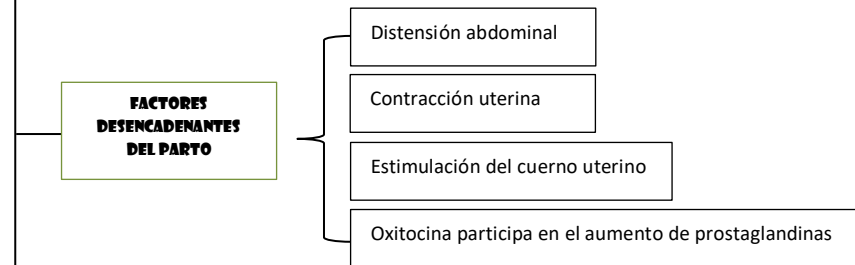 Distensión abdominal
Contracción uterina
FACTORES
DESENCADENANTES
DEL PARTO
Estimulación del cuerno uterino
Oxitocina participa en el aumento de prostaglandinas